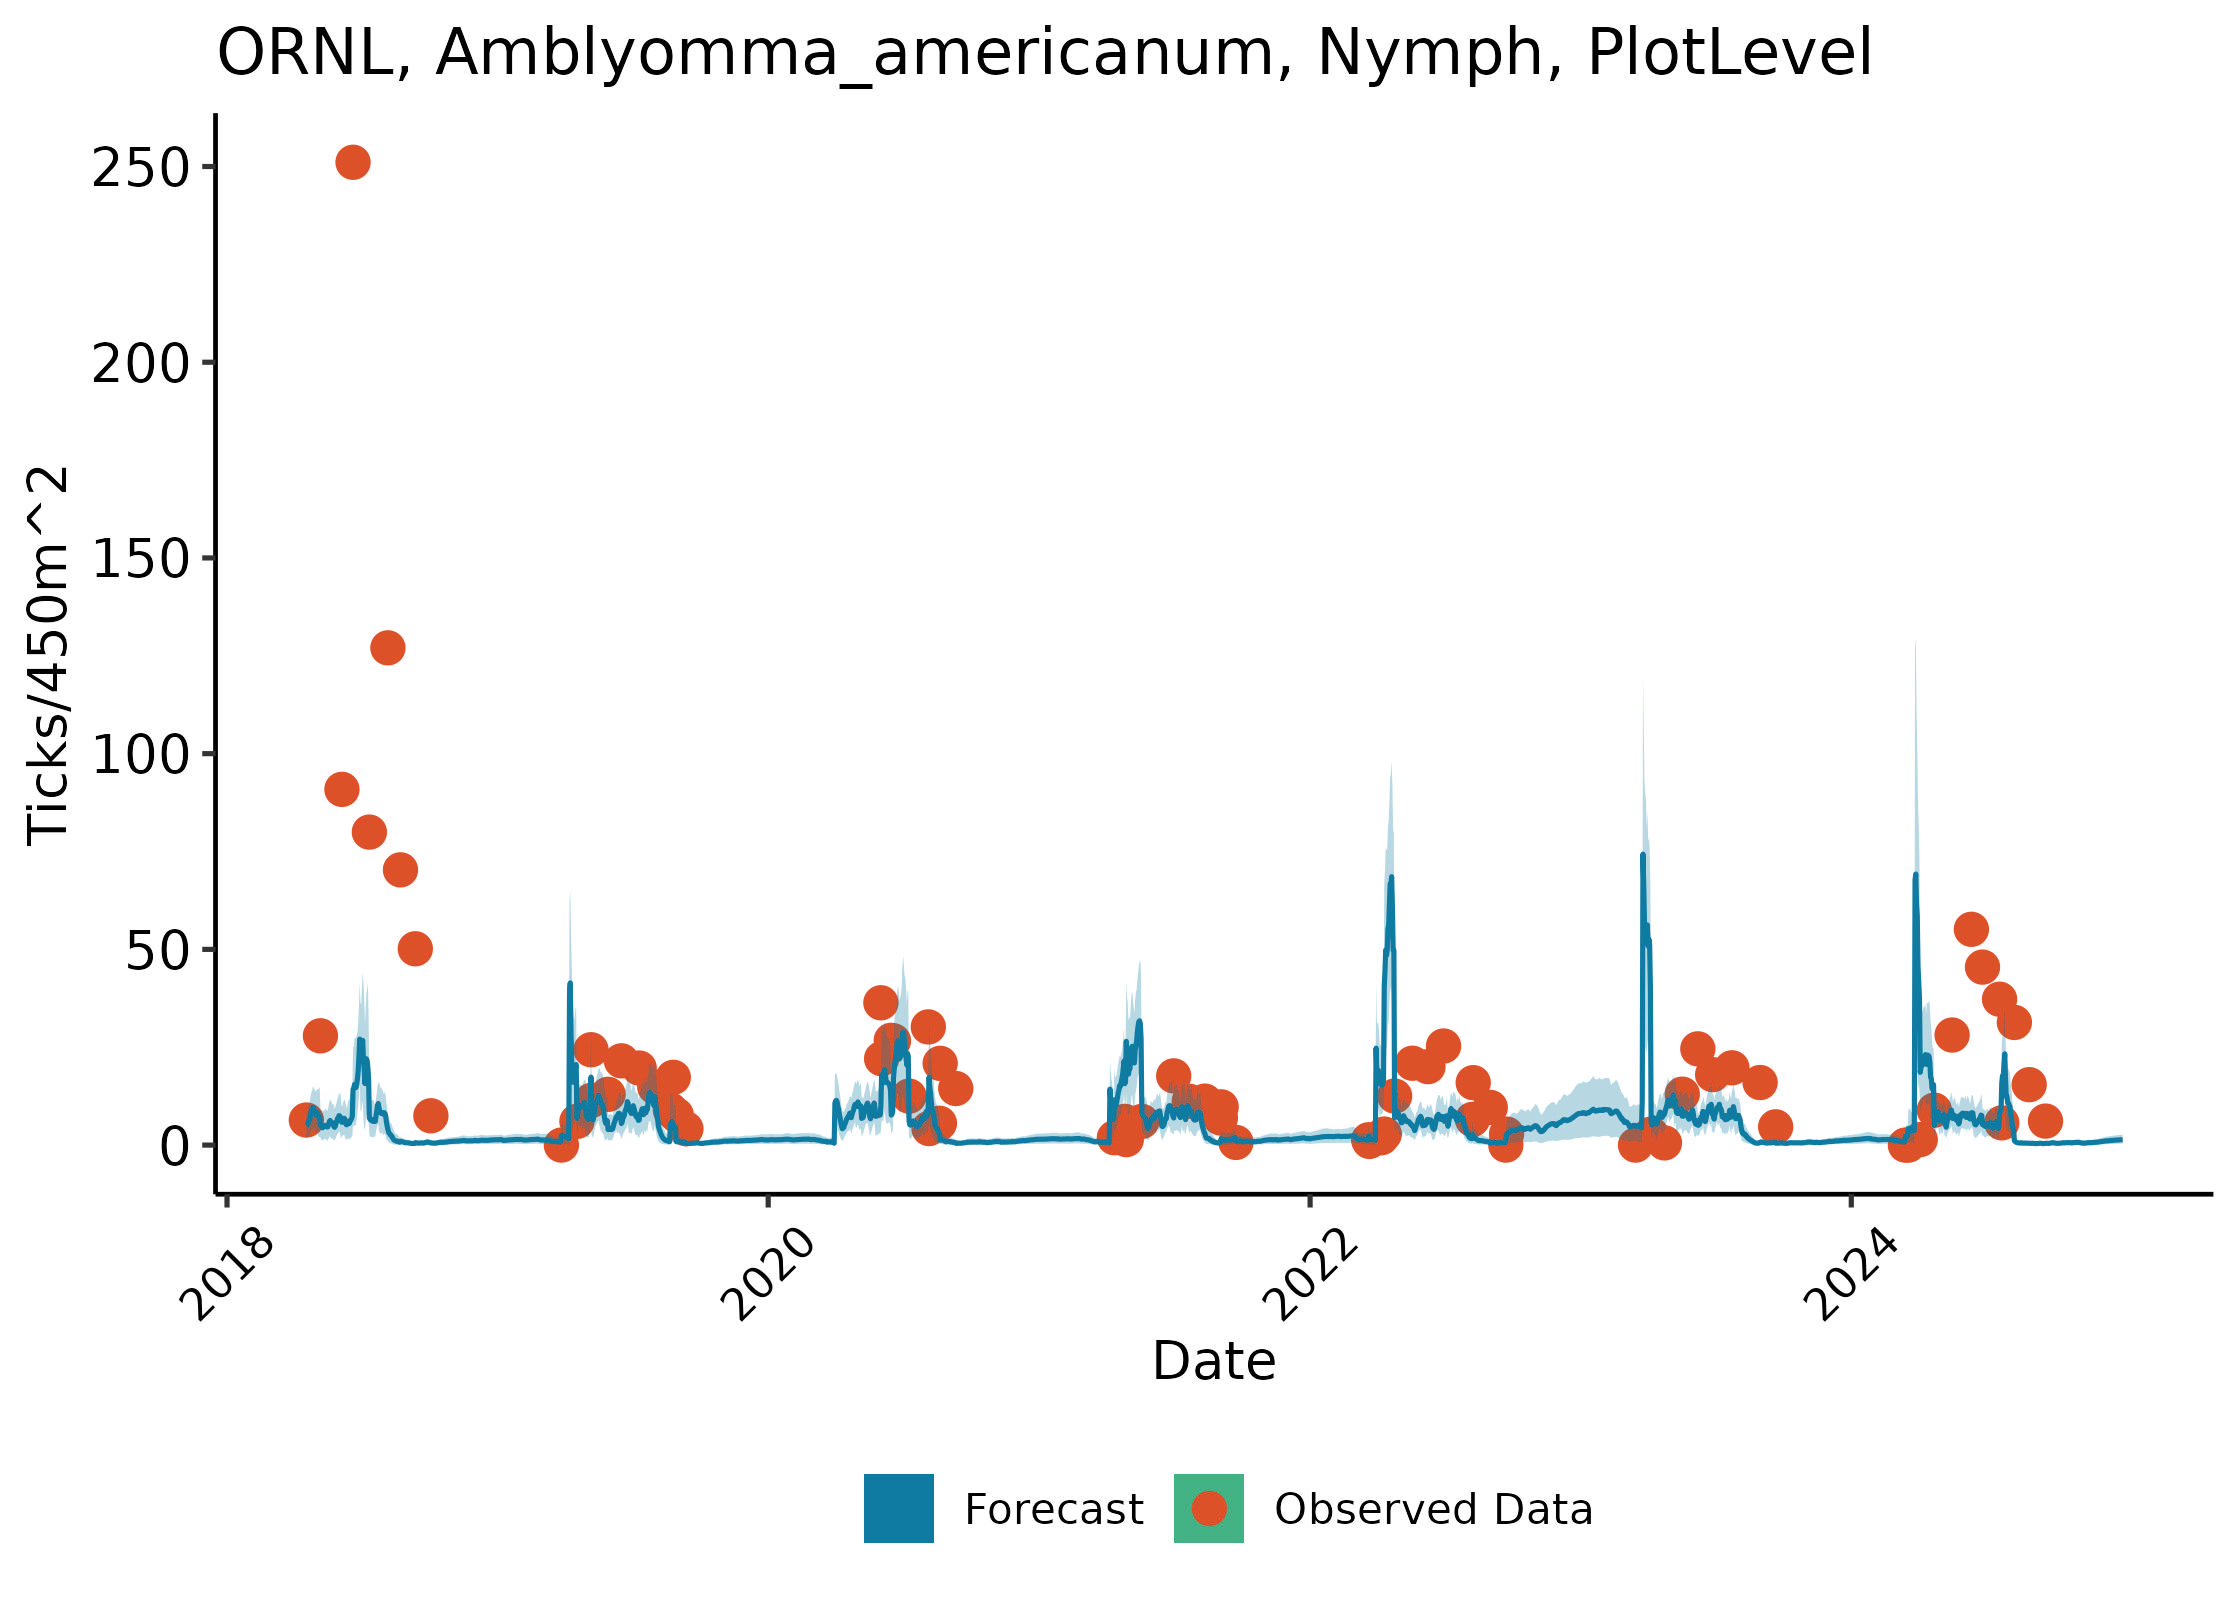 ORNL, Amblyomma_americanum, Nymph, PlotLevel
Ticks/450m^2
250
200
150
100
50
0
2018
2020
2022
2024
Date
Forecast
Observed Data